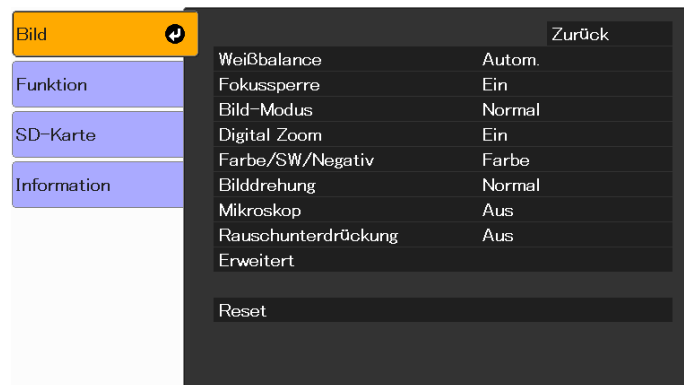 Bild
Funktion
SD-Karte
Information
Zurück
Weißbalance Autom.
Fokussperre Ein
Bild-Modus Normal
Digital Zoom Ein
Farbe/SW/Negativ Farbe
Bilddrehung Normal
Mikroskop Aus
Rauschunterdrückung Aus
Erweitert
Reset